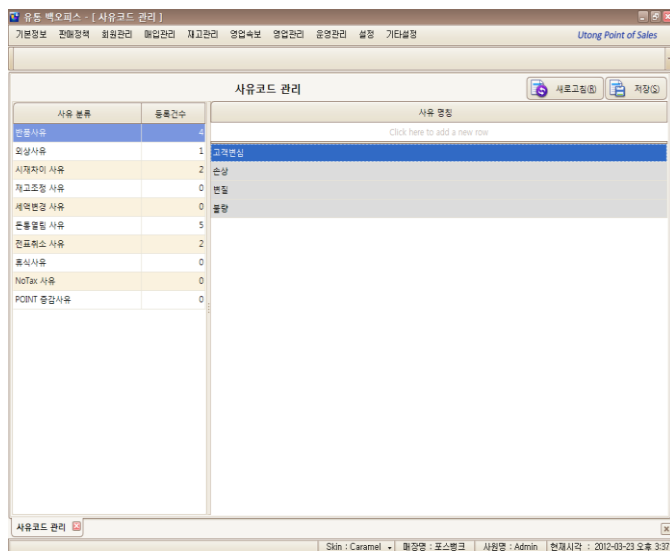 유통 백오피스 - [ 사유코드 관리 ]
기본정보 판매정책 회원관리 매입관리 재고관리 영업속보 영업관리 운영관리 설정 기타설정 Utong Point of Sales
사유코드 관리 새로고침(R) 저장(S)
사유 분류 등록건수 사유 명칭
반품사유 4 Click here to add a new row
외상사유 1 고객변심
시재차이 사유 2 손상
재고조정 사유 0 변질
세액변경 사유 0 불량
돈통열림 사유 5
전표취소 사유 2
휴식사유 0
NoTax 사유 0
POINT 증감사유 0
사유코드 관리
Skin : Caramel 매장명 : 포스뱅크 사원명 : Admin 현재시각 : 2012-03-23 오후 3:37